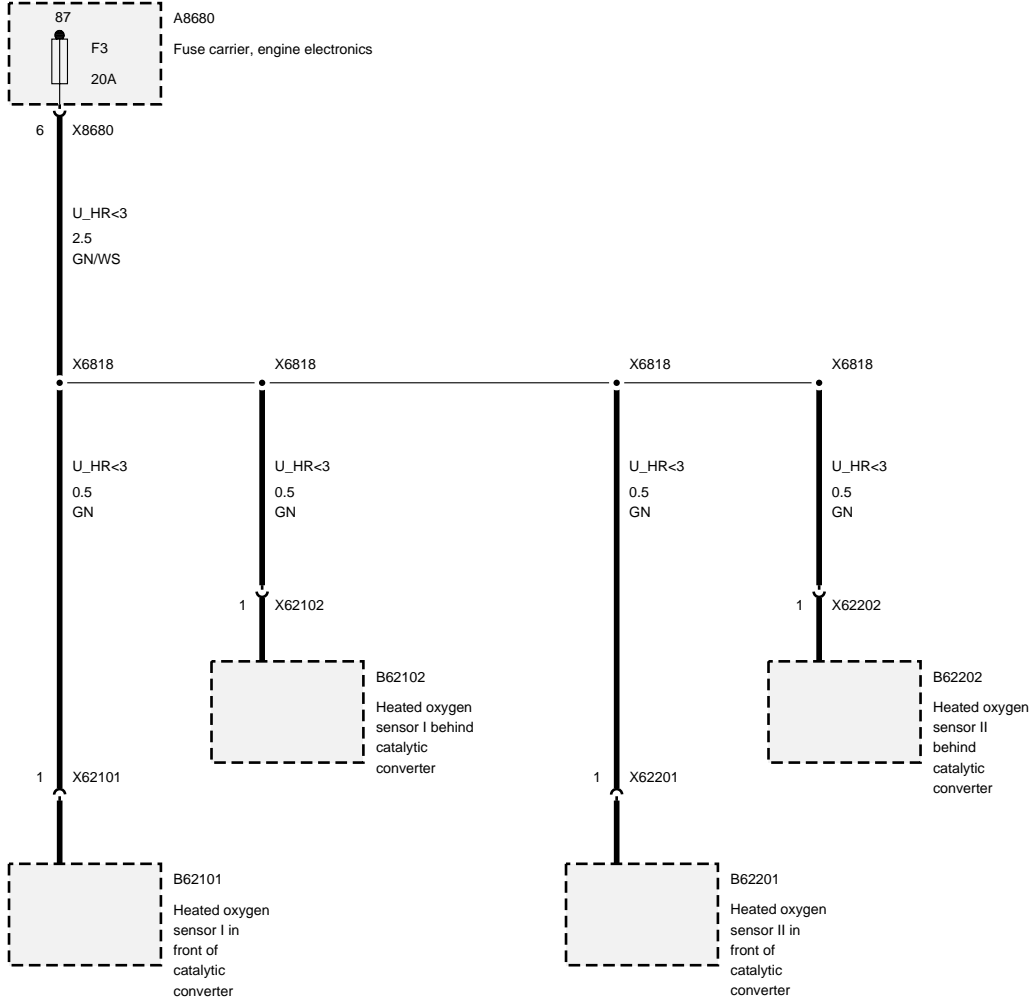 87
A8680
F3
Fuse carrier, engine electronics
20A
6 X8680
U_HR<3
2.5
GN/WS
X6818 X6818 X6818 X6818
U_HR<3 U_HR<3 U_HR<3 U_HR<3
0.5 0.5 0.5 0.5
GN GN GN GN
1 X62102
1 X62202
B62102
Heated oxygen
sensor I behind
catalytic
converter
B62202
Heated oxygen
sensor II
behind
catalytic
converter
1 X62101
1 X62201
B62101
Heated oxygen
sensor I in
front of
catalytic
converter
B62201
Heated oxygen
sensor II in
front of
catalytic
converter